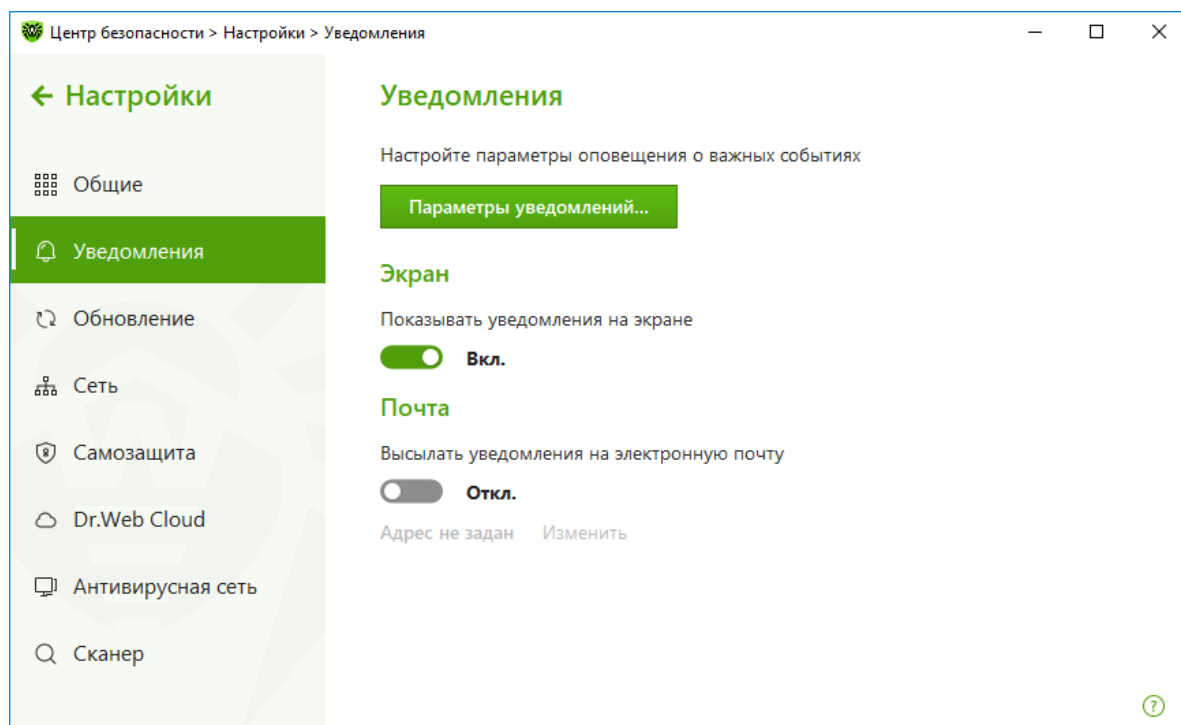 Центр безопасности > Настройки > Уведомления
Настройки
Общие
Уведомления
Обновление
Сеть
Самозащита
Dr.Web Cloud
Антивирусная сеть
Сканер
Уведомления
Настройте параметры оповещения о важных событиях
Параметры уведомлений...
Экран
Показывать уведомления на экране
Вкл.
Почта
Высылать уведомления на электронную почту
Откл.
Адрес не задан Изменить
?